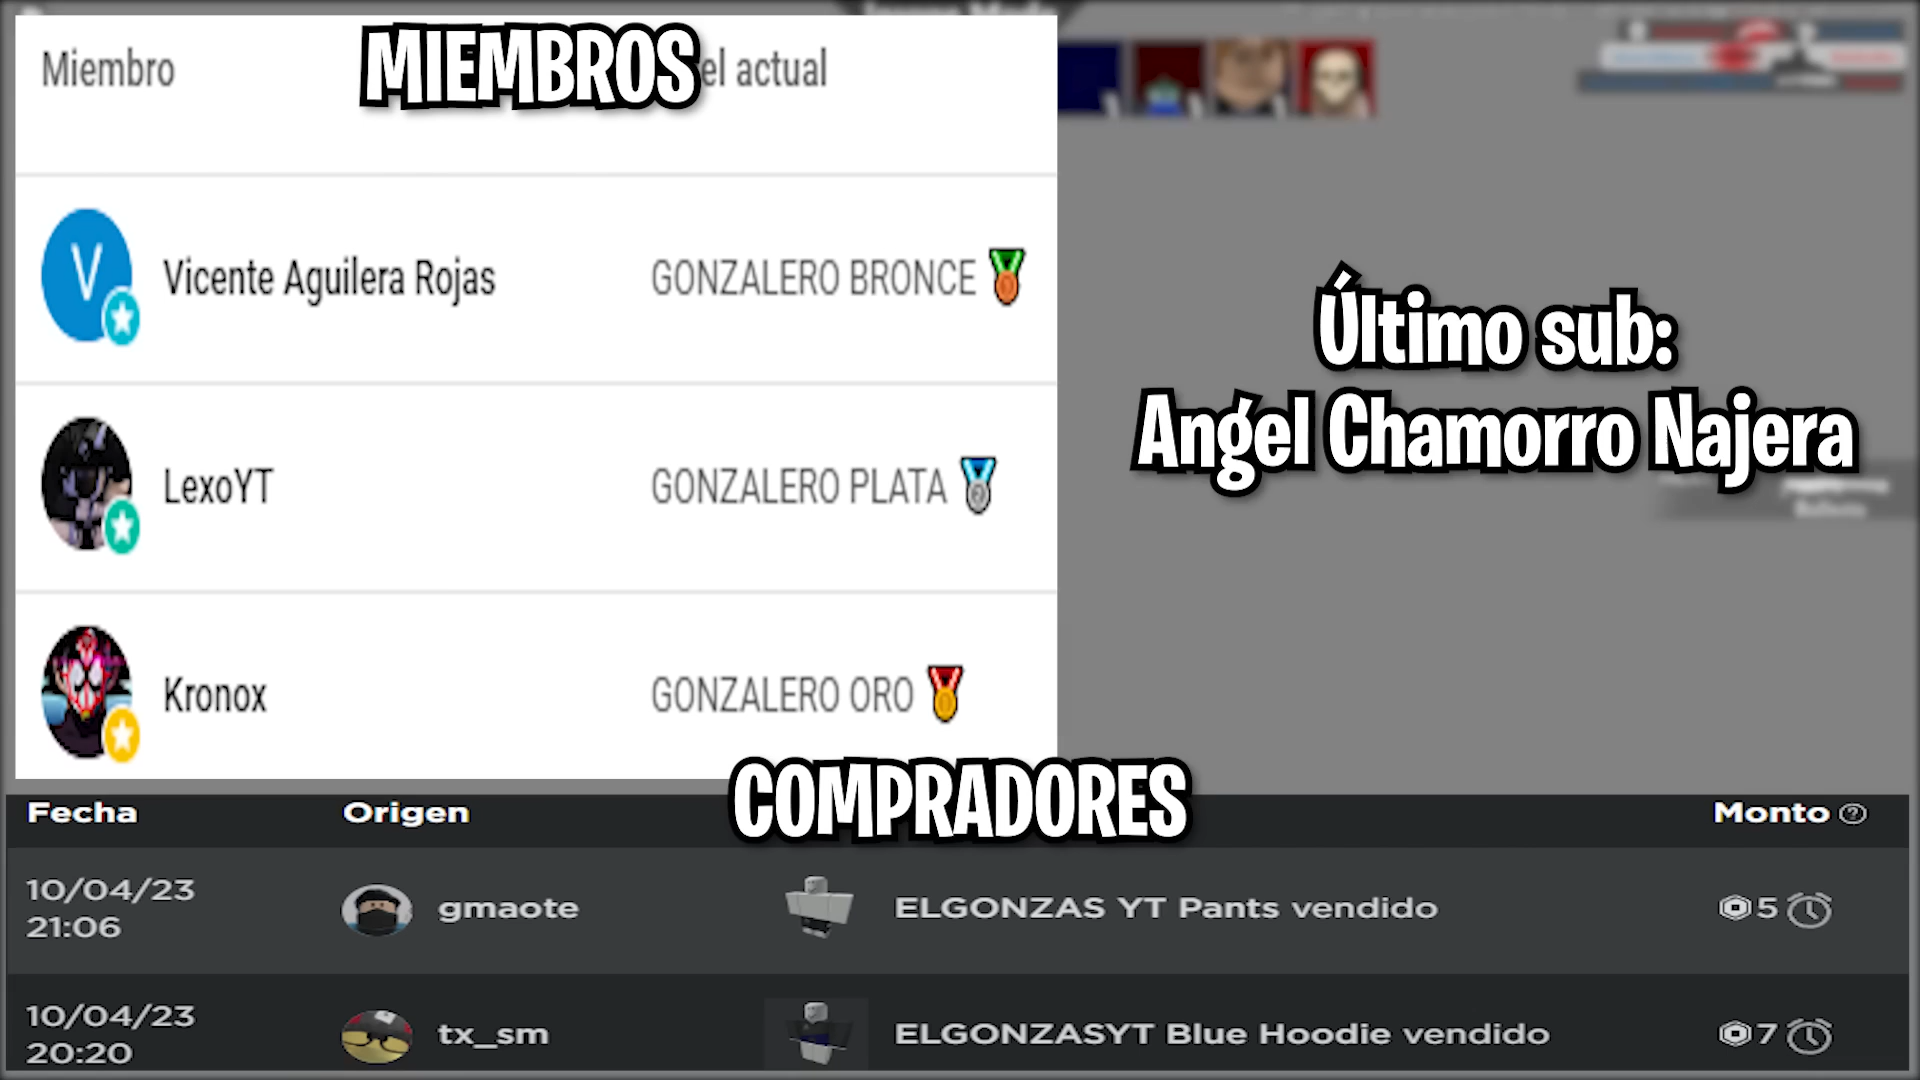 Miembro
MIEMBROS
el actual
V
Vicente Aguilera Rojas
GONZALERO BRONCE
LexoYT
GONZALERO PLATA
Kronox
GONZALERO ORO
Último sub:
Angel Chamorro Najera
COMPRADORES
Fecha
Origen
Monto
10/04/23
21:06
gmaote
ELGONZAS YT Pants vendido
5
10/04/23
20:20
tx_sm
ELGONZASYT Blue Hoodie vendido
7